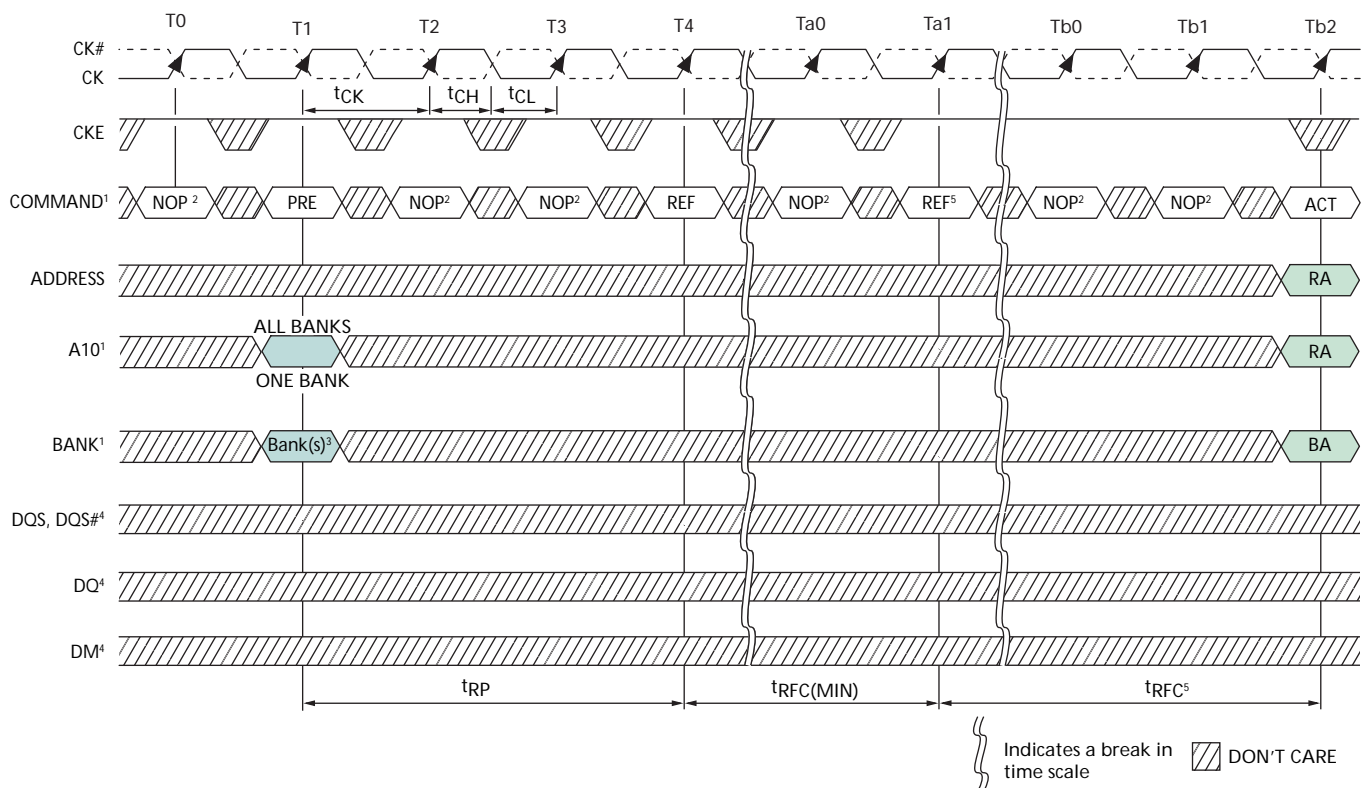 T0 T1 T2 T3 T4 Ta0 Ta1 Tb0 Tb1 Tb2
CK#
CK
tCK tCH tCL
CKE
COMMAND¹ NOP ² PRE NOP² NOP² REF NOP² REF⁵ NOP² NOP² ACT
ADDRESS RA
ALL BANKS
A10¹ RA
ONE BANK
BANK¹ Bank(s)³ BA
DQS, DQS#⁴
DQ⁴
DM⁴
tRP tRFC(MIN) tRFC⁵
Indicates a break in
time scale
DON'T CARE